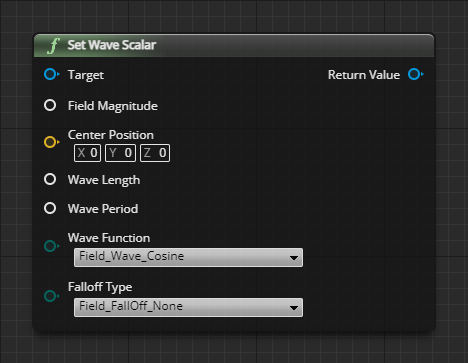 Set Wave Scalar
Target Return Value
Field Magnitude
Center Position
X 0 Y 0 Z 0
Wave Length
Wave Period
Wave Function
Field_Wave_Cosine
Falloff Type
Field_FallOff_None